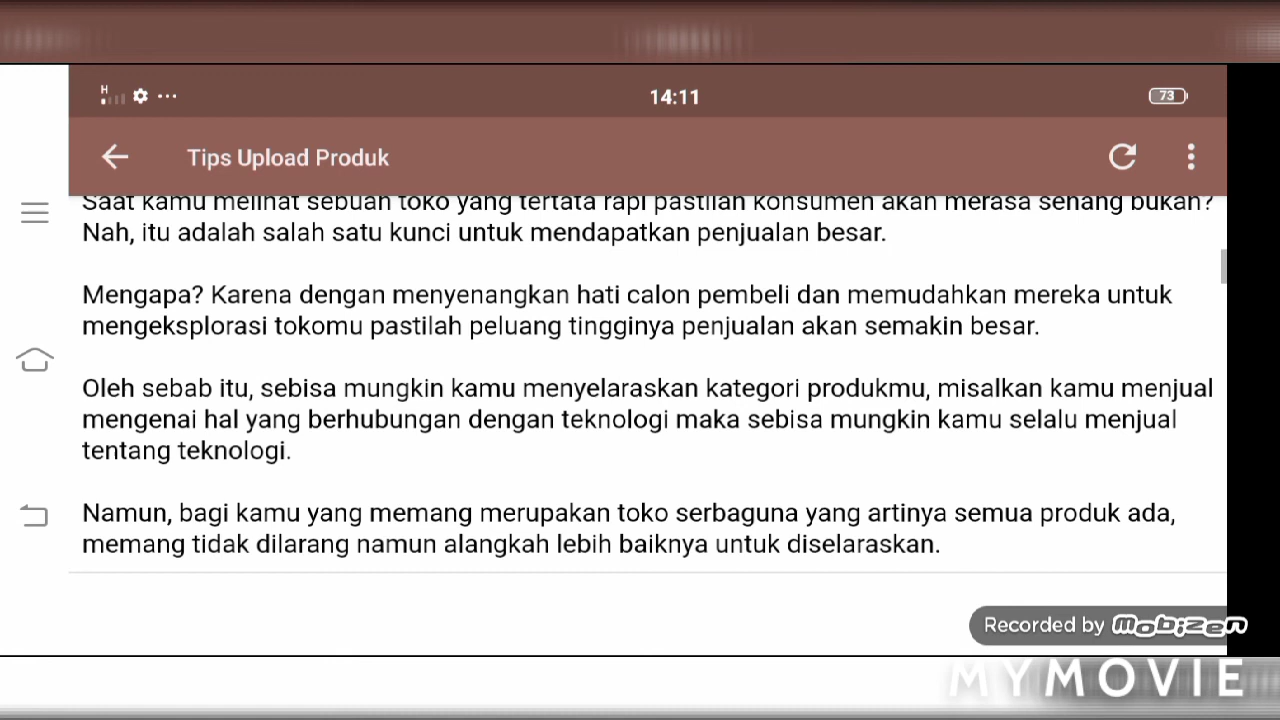 H
14:11
73
Tips Upload Produk
Saat kamu melihat sebuah toko yang tertata rapi pastilah konsumen akan merasa senang bukan?
Nah, itu adalah salah satu kunci untuk mendapatkan penjualan besar.
Mengapa? Karena dengan menyenangkan hati calon pembeli dan memudahkan mereka untuk
mengeksplorasi tokomu pastilah peluang tingginya penjualan akan semakin besar.
Oleh sebab itu, sebisa mungkin kamu menyelaraskan kategori produkmu, misalkan kamu menjual
mengenai hal yang berhubungan dengan teknologi maka sebisa mungkin kamu selalu menjual
tentang teknologi.
Namun, bagi kamu yang memang merupakan toko serbaguna yang artinya semua produk ada,
memang tidak dilarang namun alangkah lebih baiknya untuk diselaraskan.
Recorded by mobizen
MYMOVIE